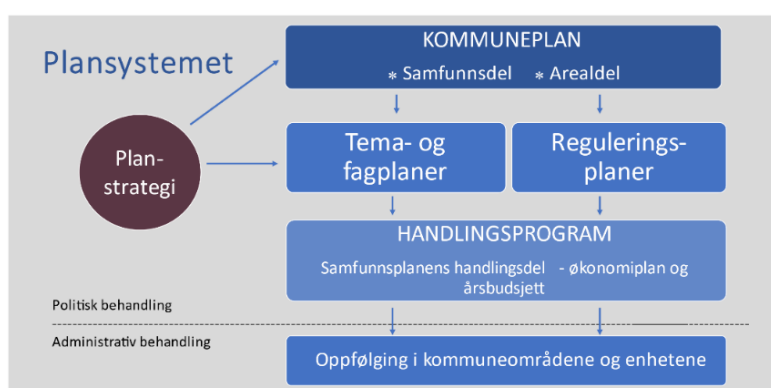 Plansystemet
KOMMUNEPLAN
* Samfunnsdel * Arealdel
Plan-
strategi
Tema- og
fagplaner
Regulerings-
planer
HANDLINGSPROGRAM
Samfunnsplanens handlingsdel - økonomiplan og
årsbudsjett
Politisk behandling
Administrativ behandling
Oppfølging i kommuneområdene og enhetene